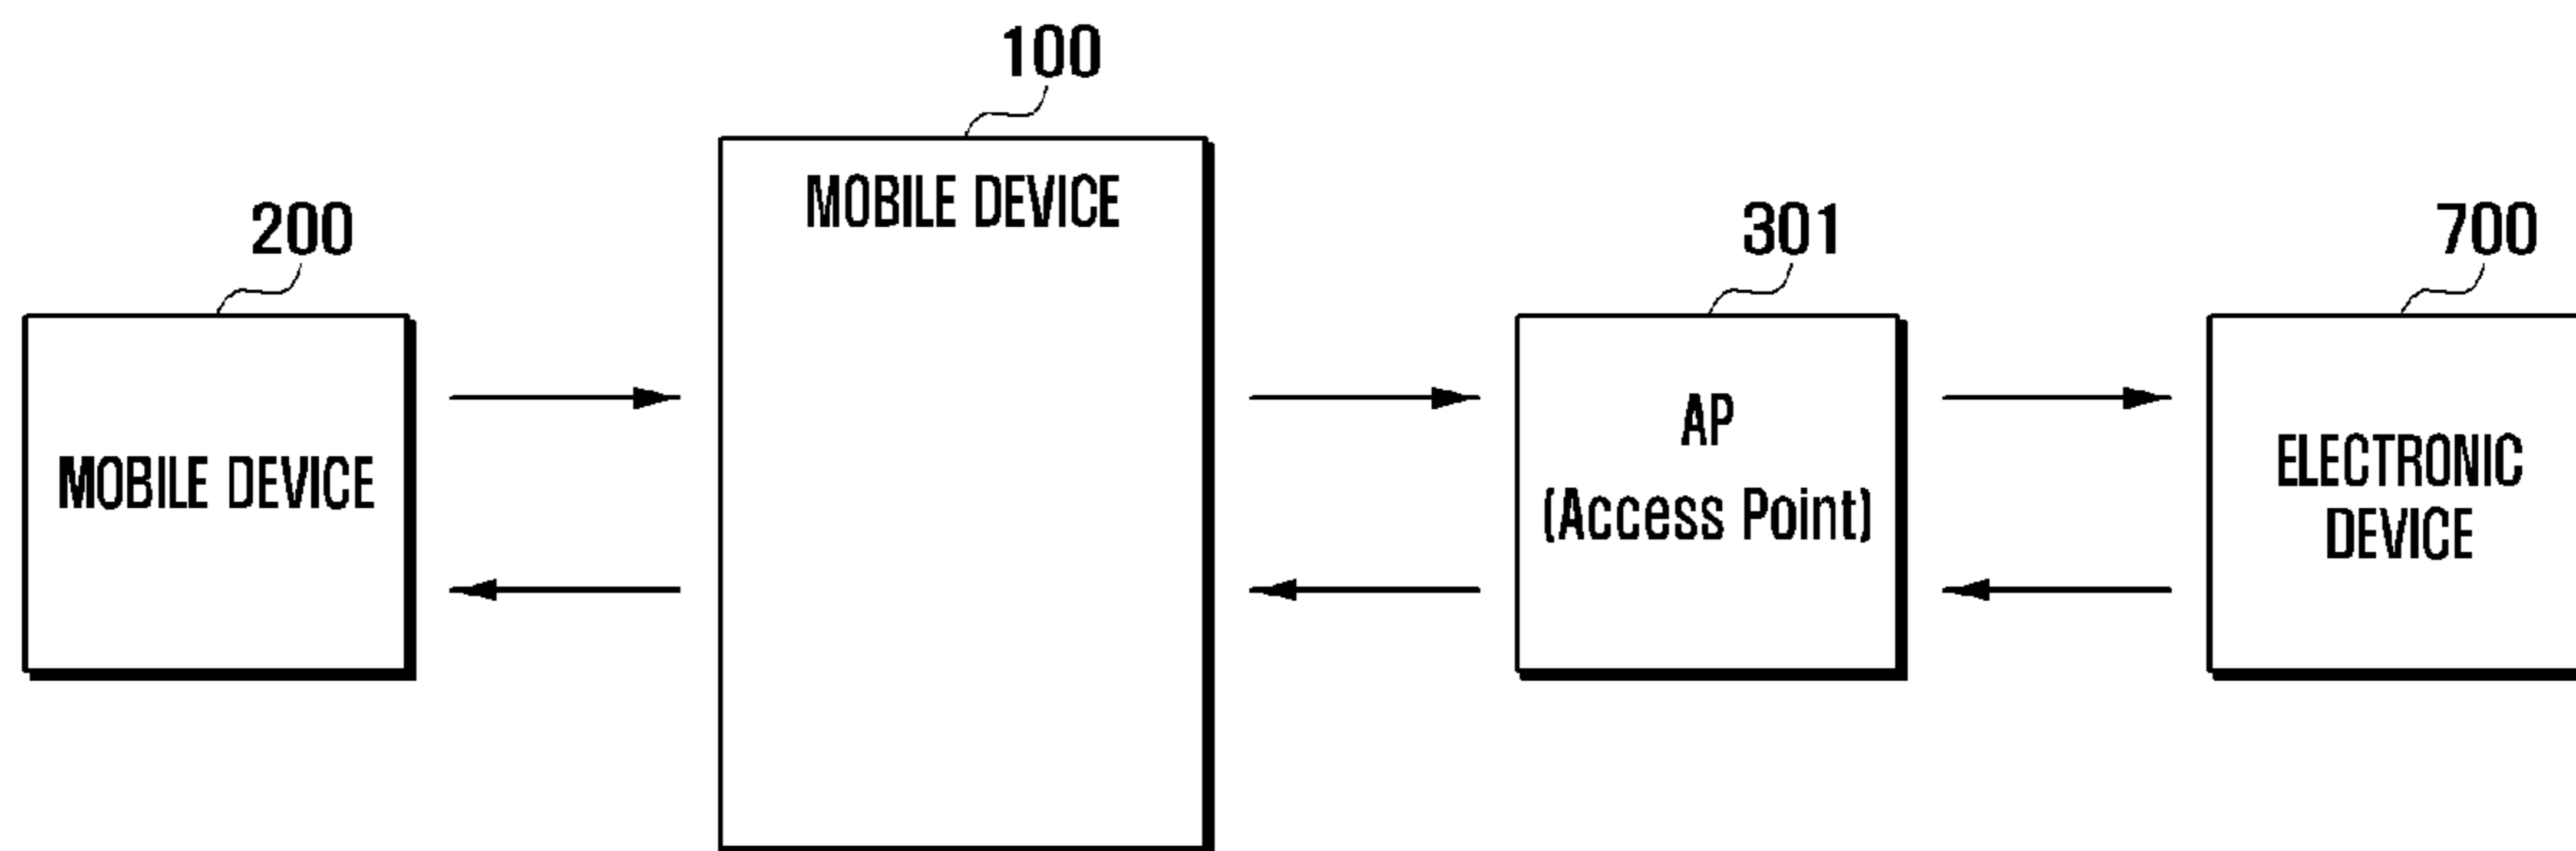 100
200
301
700
MOBILE DEVICE
MOBILE DEVICE
AP
(Access Point)
ELECTRONIC
DEVICE